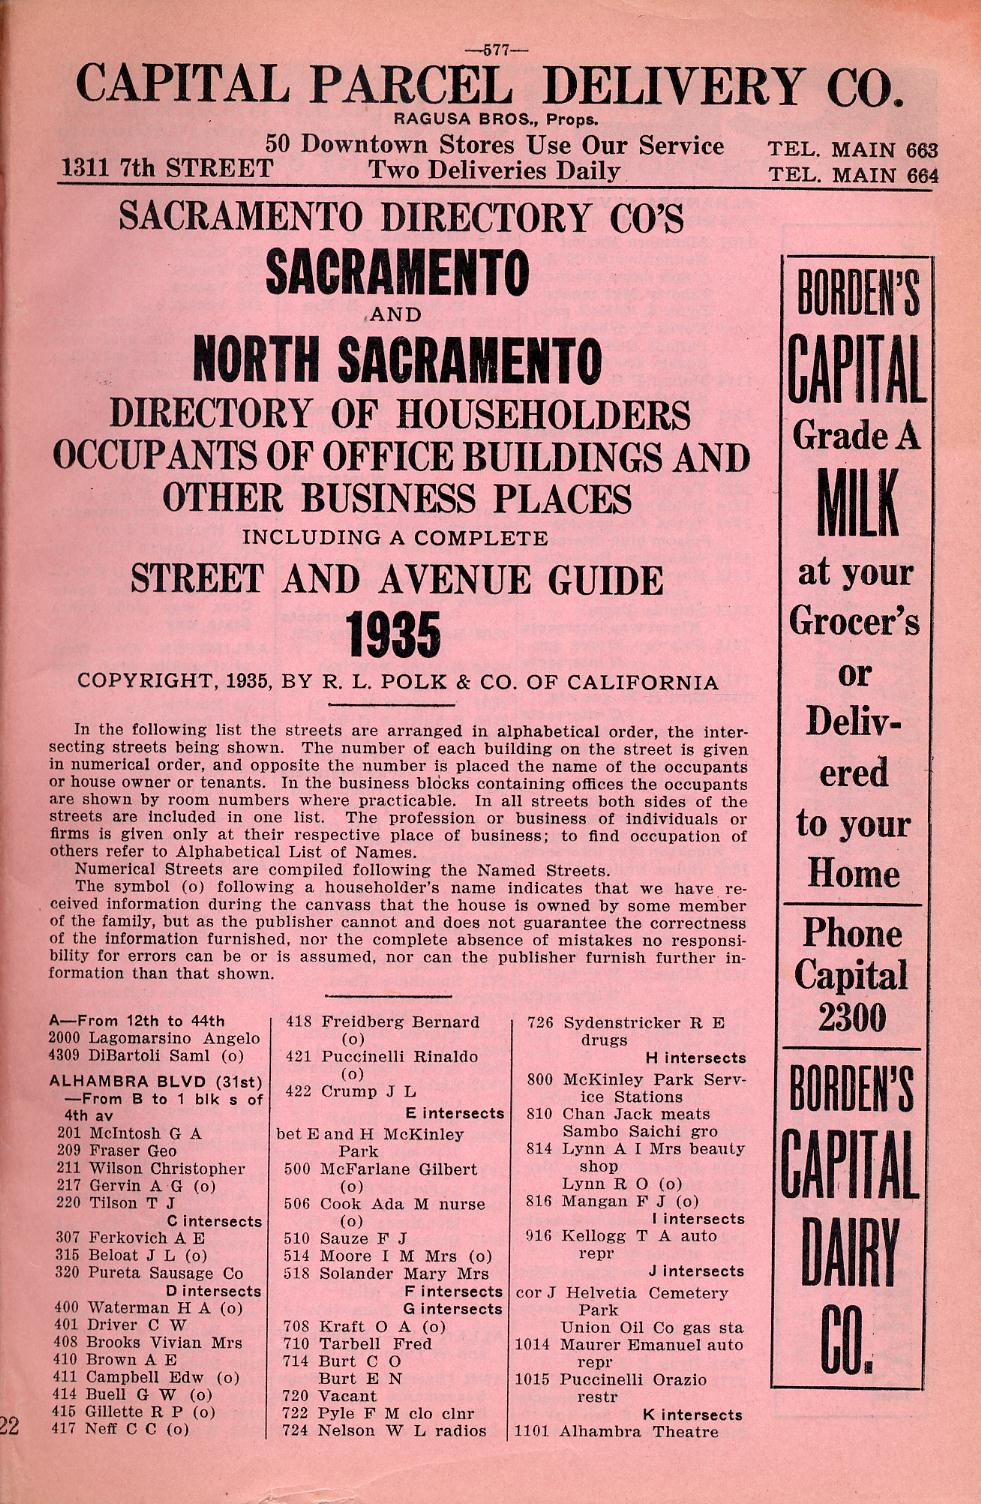 —577—
CAPITAL PARCEL DELIVERY CO.
RAGUSA BROS., Props.
50 Downtown Stores Use Our Service
1311 7th STREET
Two Deliveries Daily
TEL. MAIN 663
TEL. MAIN 664
SACRAMENTO DIRECTORY CO'S
SACRAMENTO
AND
NORTH SACRAMENTO
DIRECTORY OF HOUSEHOLDERS
OCCUPANTS OF OFFICE BUILDINGS AND
OTHER BUSINESS PLACES
INCLUDING A COMPLETE
STREET AND AVENUE GUIDE
1935
COPYRIGHT, 1935, BY R. L. POLK & CO. OF CALIFORNIA
In the following list the streets are arranged in alphabetical order, the inter-
secting streets being shown. The number of each building on the street is given
in numerical order, and opposite the number is placed the name of the occupants
or house owner or tenants. In the business blocks containing offices the occupants
are shown by room numbers where practicable. In all streets both sides of the
streets are included in one list. The profession or business of individuals or
firms is given only at their respective place of business; to find occupation of
others refer to Alphabetical List of Names.
Numerical Streets are compiled following the Named Streets.
The symbol (o) following a householder's name indicates that we have re-
ceived information during the canvass that the house is owned by some member
of the family, but as the publisher cannot and does not guarantee the correctness
of the information furnished, nor the complete absence of mistakes no responsi-
bility for errors can be or is assumed, nor can the publisher furnish further in-
formation than that shown.
A—From 12th to 44th
2000 Lagomarsino Angelo
4309 DiBartoli Saml (o)
ALHAMBRA BLVD (31st)
—From B to 1 blk s of
4th av
201 McIntosh G A
209 Fraser Geo
211 Wilson Christopher
217 Gervin A G (o)
220 Tilson T J
C intersects
307 Ferkovich A E
315 Beloat J L (o)
320 Pureta Sausage Co
D intersects
400 Waterman H A (o)
401 Driver C W
408 Brooks Vivian Mrs
410 Brown A E
411 Campbell Edw (o)
414 Buell G W (o)
415 Gillette R P (o)
417 Neff C C (o)
22
418 Freidberg Bernard
(o)
421 Puccinelli Rinaldo
(o)
422 Crump J L
E intersects
bet E and H McKinley
Park
500 McFarlane Gilbert
(o)
506 Cook Ada M nurse
(o)
510 Sauze F J
514 Moore I M Mrs (o)
518 Solander Mary Mrs
F intersects
G intersects
708 Kraft O A (o)
710 Tarbell Fred
714 Burt C O
Burt E N
720 Vacant
722 Pyle F M clo clnr
724 Nelson W L radios
726 Sydenstricker R E
drugs
H intersects
800 McKinley Park Serv-
ice Stations
810 Chan Jack meats
Sambo Saichi gro
814 Lynn A I Mrs beauty
shop
Lynn R O (o)
816 Mangan F J (o)
I intersects
916 Kellogg T A auto
repr
J intersects
cor J Helvetia Cemetery
Park
Union Oil Co gas sta
1014 Maurer Emanuel auto
repr
1015 Puccinelli Orazio
restr
K intersects
1101 Alhambra Theatre
BORDEN'S
CAPITAL
Grade A
MILK
at your
Grocer's
or
Deliv-
ered
to your
Home
Phone
Capital
2300
BORDEN'S
CAPITAL
DAIRY
CO.